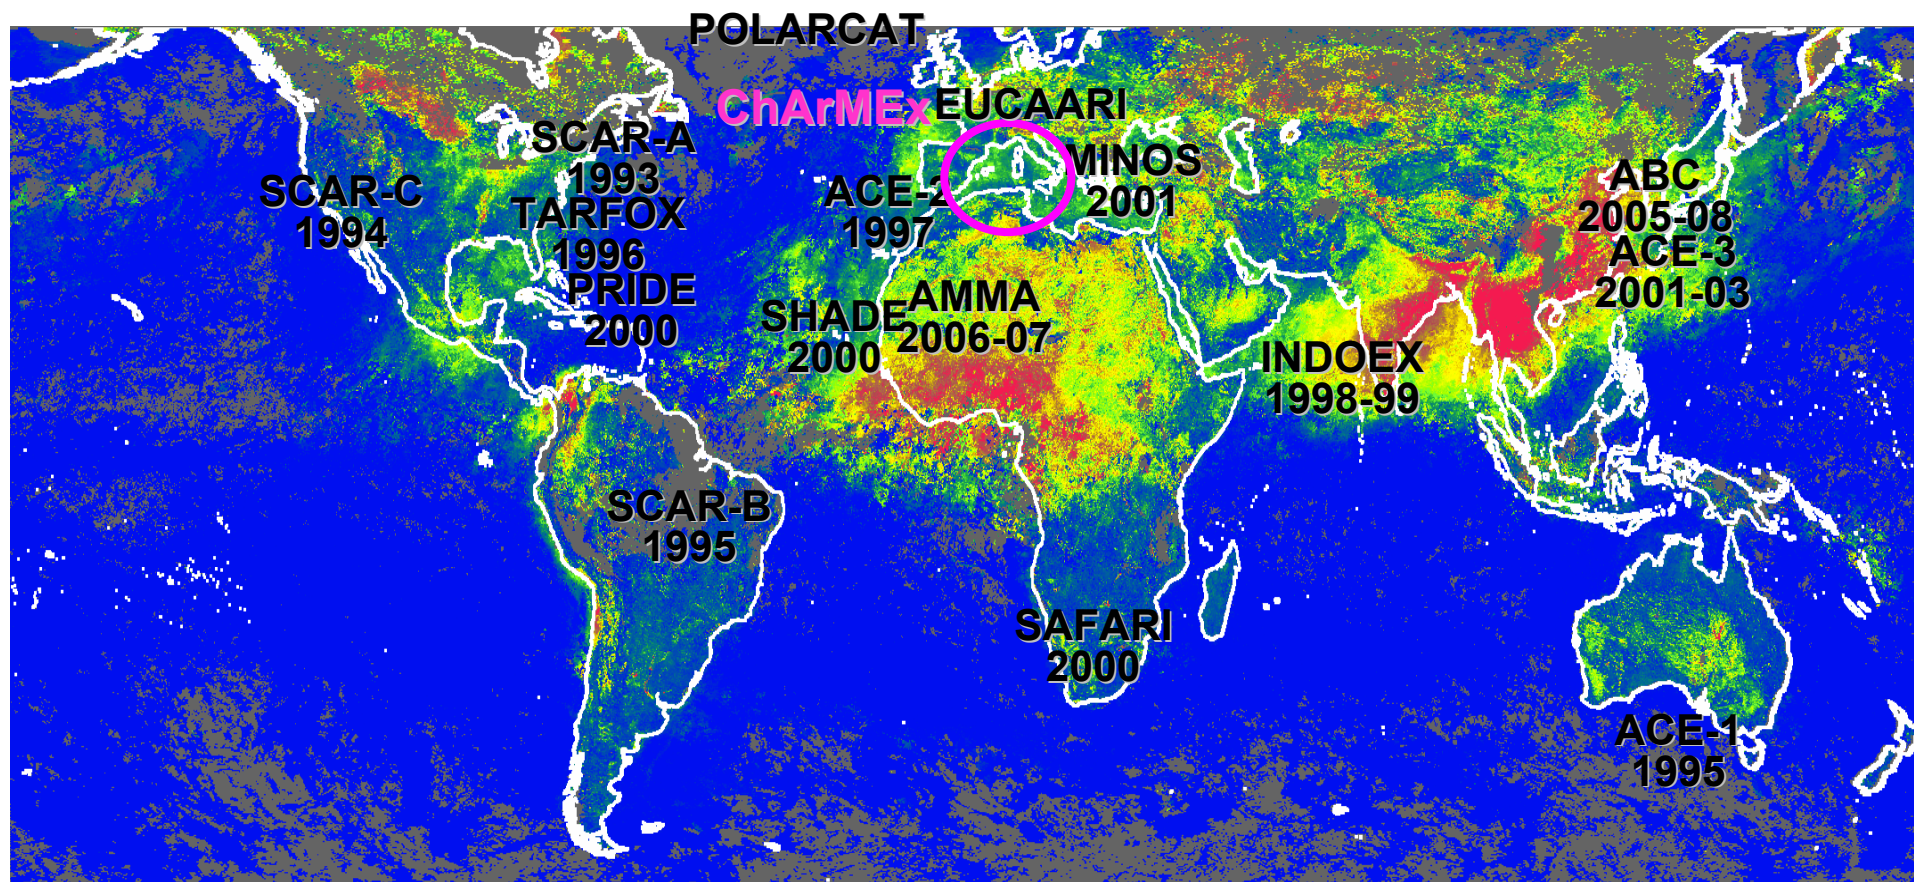 POLARCAT
ChArMEx
EUCAARI
SCAR-A
1993
SCAR-C
1994
TARFOX
1996
PRIDE
2000
ACE-2
1997
MINOS
2001
ABC
2005-08
ACE-3
2001-03
SHADE
2000
AMMA
2006-07
INDOEX
1998-99
SCAR-B
1995
SAFARI
2000
ACE-1
1995